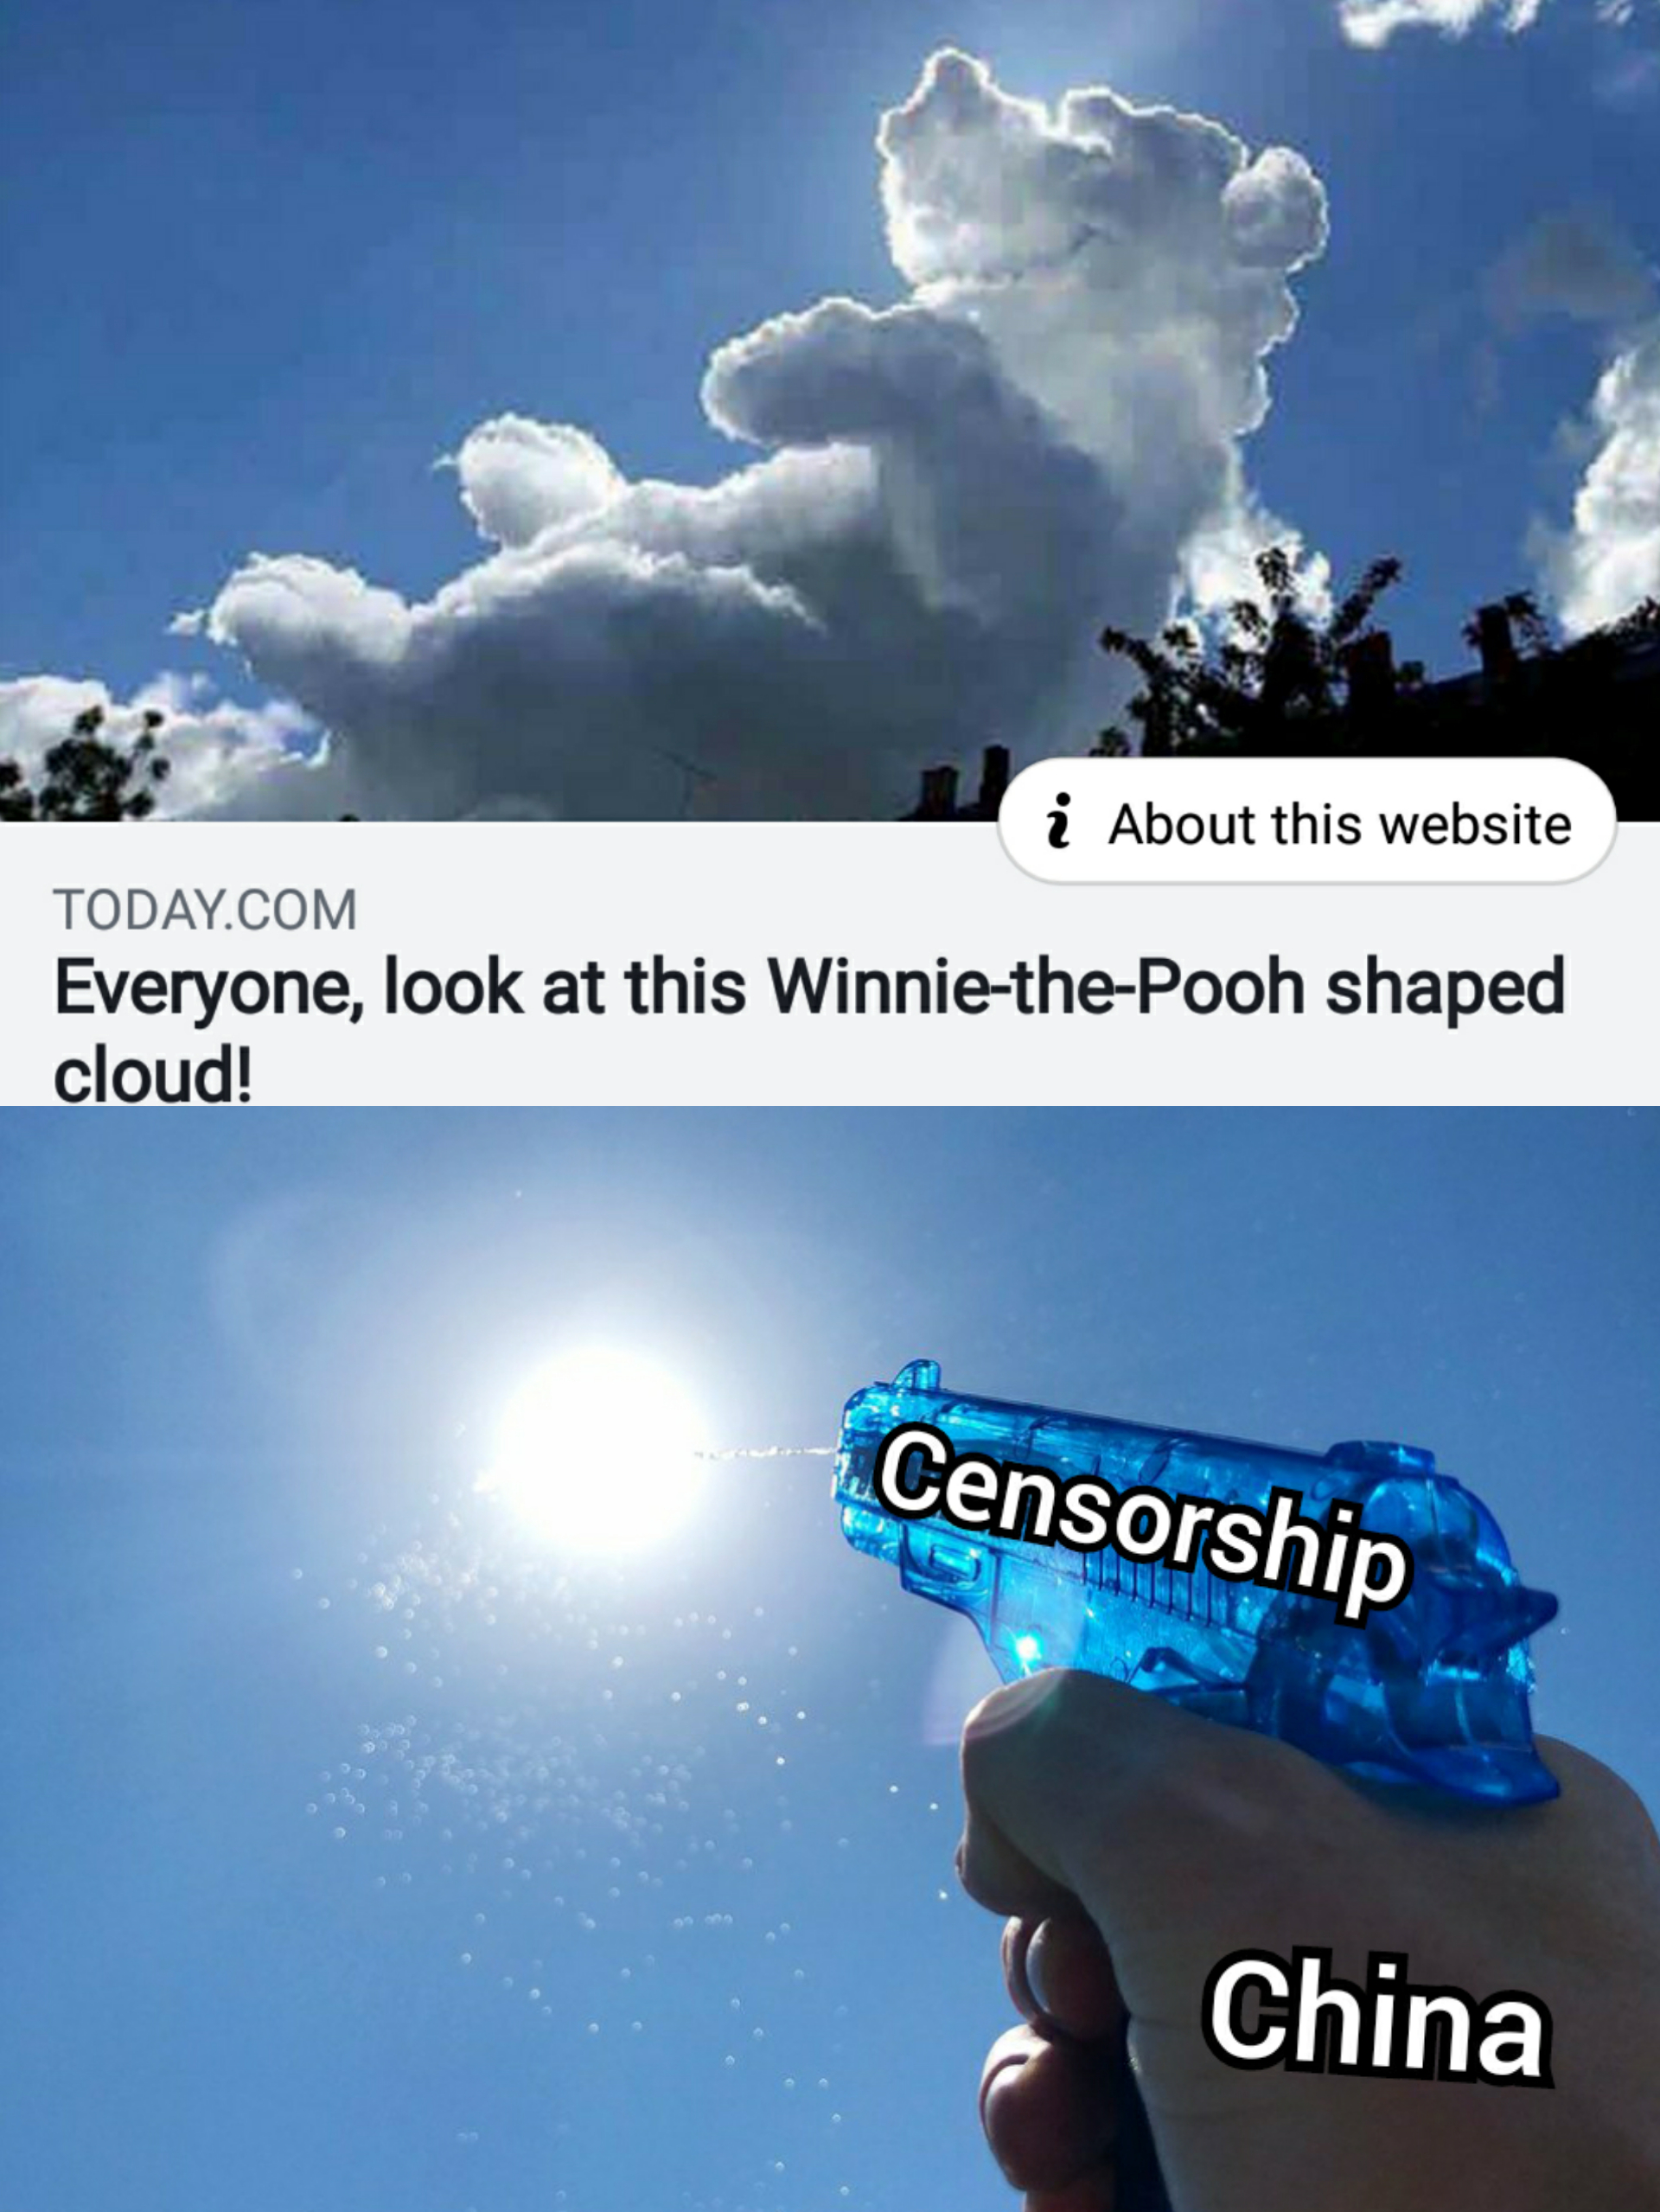 i About this website
TODAY.COM
Everyone, look at this Winnie-the-Pooh shaped
cloud!
Censorship
China